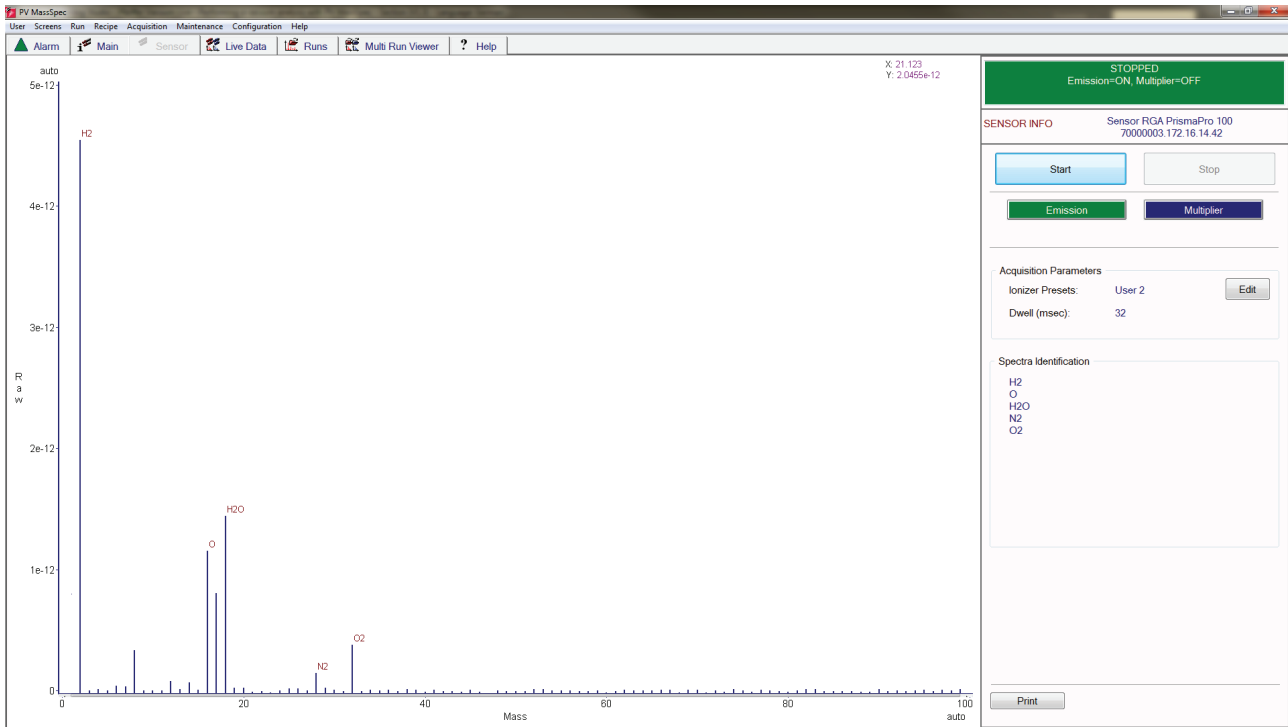 PV MassSpec
User Screens Run Recipe Acquisition Maintenance Configuration Help
Alarm Main Sensor Live Data Runs Multi Run Viewer ? Help
auto
X: 21.123
Y: 2.0455e-12
5e-12
H2
4e-12
3e-12
Raw
2e-12
H2O
O
1e-12
O2
N2
0
0 20 40 60 80 100
Mass
auto
STOPPED
Emission=ON, Multiplier=OFF
SENSOR INFO
Sensor RGA PrismaPro 100
70000003.172.16.14.42
Start Stop
Emission Multiplier
Acquisition Parameters
Ionizer Presets: User 2 Edit
Dwell (msec): 32
Spectra Identification
H2
O
H2O
N2
O2
Print